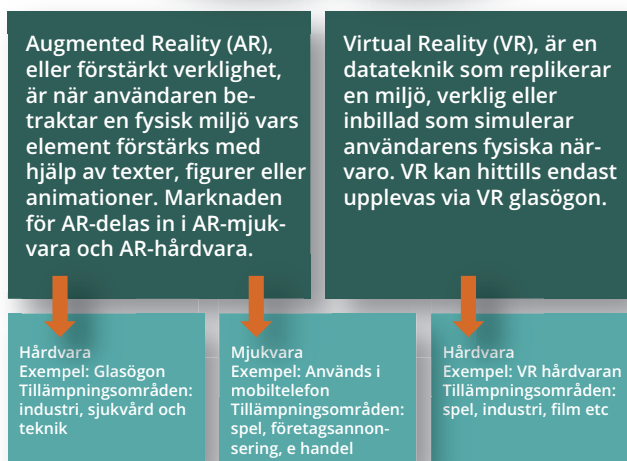 Augmented Reality (AR),
eller förstärkt verklighet,
är när användaren be-
traktar en fysisk miljö vars
element förstärks med
hjälp av texter, figurer eller
animationer. Marknaden
för AR-delas in i AR-mjuk-
vara och AR-hårdvara.
Virtual Reality (VR), är en
datateknik som replikerar
en miljö, verklig eller
inbillad som simulerar
användarens fysiska när-
varo. VR kan hittills endast
upplevas via VR glasögon.
Hårdvara
Exempel: Glasögon
Tillämpningsområden:
industri, sjukvård och
teknik
Mjukvara
Exempel: Används i
mobiltelefon
Tillämpningsområden:
spel, företagsannon-
sering, e handel
Hårdvara
Exempel: VR hårdvaran
Tillämpningsområden:
spel, industri, film etc